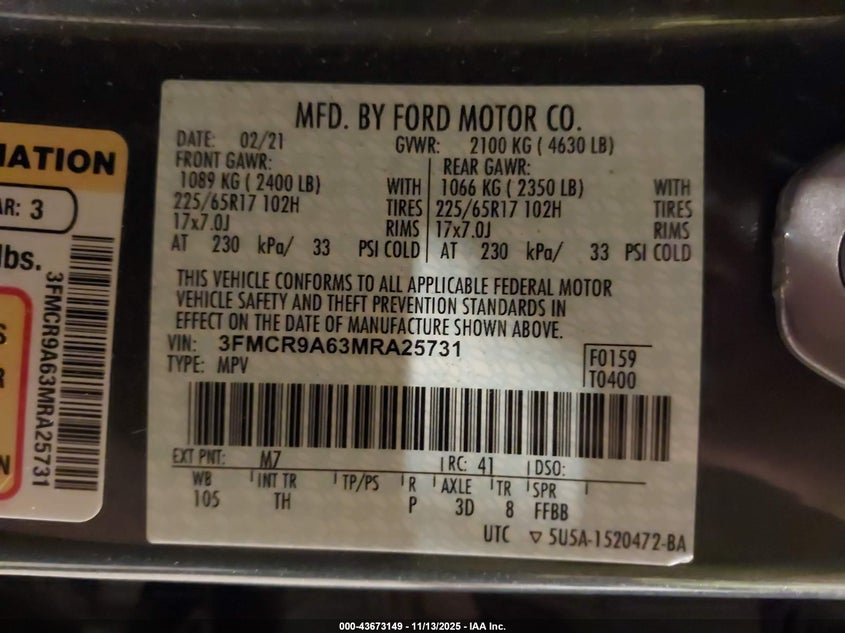 MFD. BY FORD MOTOR CO.
DATE: 02/21 GVWR: 2100 KG ( 4630 LB)
FRONT GAWR: REAR GAWR:
1089 KG ( 2400 LB) WITH 1066 KG ( 2350 LB) WITH
225/65R17 102H TIRES 225/65R17 102H TIRES
17x7.0J RIMS 17x7.0J RIMS
AT 230 kPa/ 33 PSI COLD AT 230 kPa/ 33 PSI COLD
THIS VEHICLE CONFORMS TO ALL APPLICABLE FEDERAL MOTOR
VEHICLE SAFETY AND THEFT PREVENTION STANDARDS IN
EFFECT ON THE DATE OF MANUFACTURE SHOWN ABOVE.
VIN: 3FMCR9A63MRA25731
TYPE: MPV
F0159
T0400
EXT PNT: M7 RC: 41 DSO:
WB INT TR TP/PS R AXLE TR SPR
105 TH P 3D 8 FFBB
UTC ▽ 5U5A-1520472-BA
MATION
AR: 3
lbs.
3FMCR9A63MRA25731
S
R
N
000-43673149 - 11/13/2025 - IAA Inc.